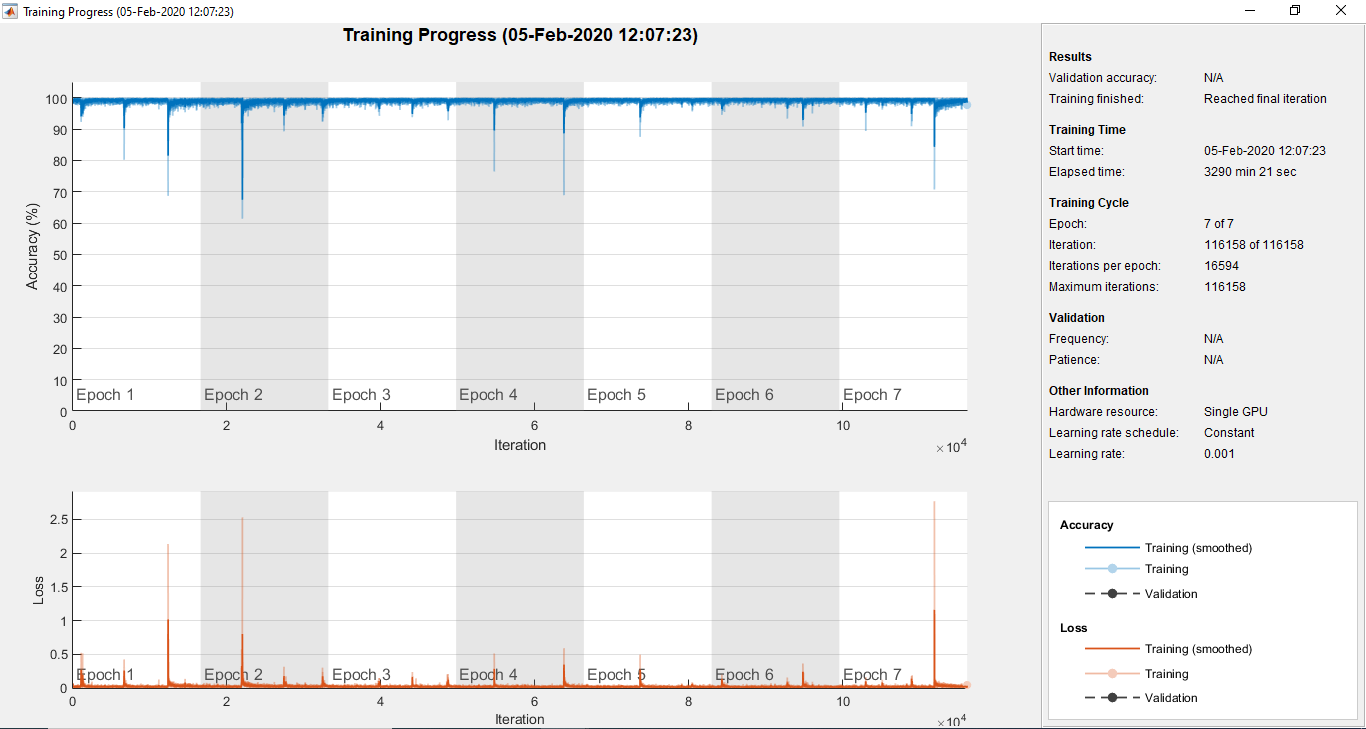 Training Progress (05-Feb-2020 12:07:23)
Training Progress (05-Feb-2020 12:07:23)
100
90
80
70
60
50
40
30
20
10
0
Accuracy (%)
Epoch 1 Epoch 2 Epoch 3 Epoch 4 Epoch 5 Epoch 6 Epoch 7
0 2 4 6 8 10
Iteration
×10⁴
2.5
2
1.5
1
0.5
0
Loss
Epoch 1 Epoch 2 Epoch 3 Epoch 4 Epoch 5 Epoch 6 Epoch 7
0 2 4 6 8 10
Iteration
×10⁴
Results
Validation accuracy: N/A
Training finished: Reached final iteration
Training Time
Start time: 05-Feb-2020 12:07:23
Elapsed time: 3290 min 21 sec
Training Cycle
Epoch: 7 of 7
Iteration: 116158 of 116158
Iterations per epoch: 16594
Maximum iterations: 116158
Validation
Frequency: N/A
Patience: N/A
Other Information
Hardware resource: Single GPU
Learning rate schedule: Constant
Learning rate: 0.001
Accuracy
Training (smoothed)
Training
Validation
Loss
Training (smoothed)
Training
Validation